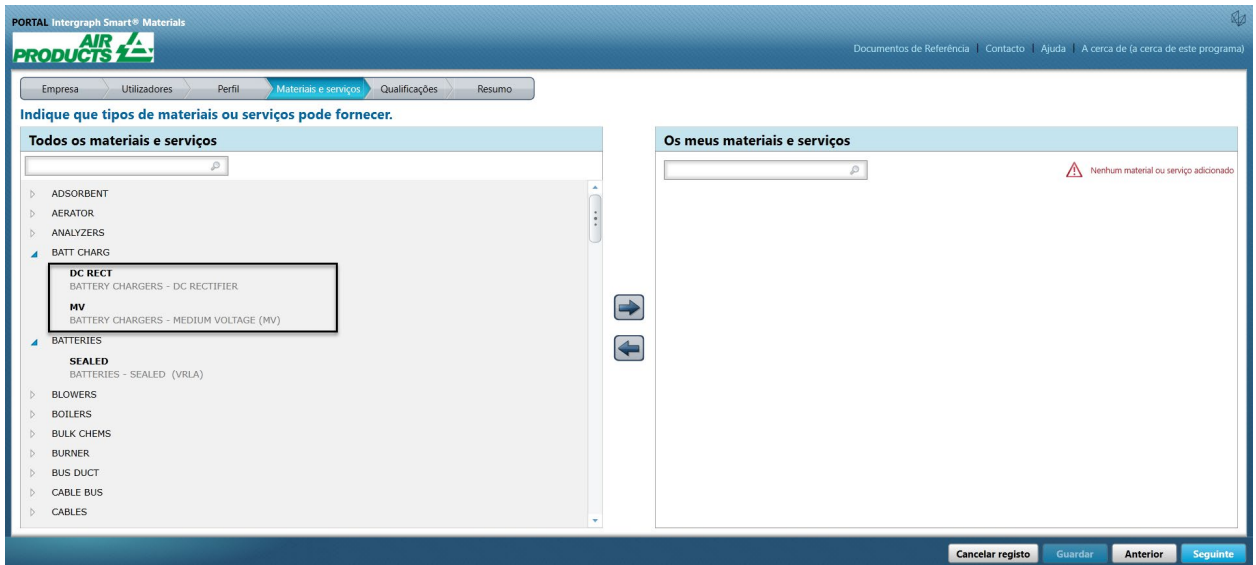 PORTAL Intergraph Smart® Materials
AIR
PRODUCTS
Documentos de Referência | Contacto | Ajuda | A cerca de (a cerca de este programa)
Empresa Utilizadores Perfil Materiais e serviços Qualificações Resumo
Indique que tipos de materiais ou serviços pode fornecer.
Todos os materiais e serviços
ADSORBENT
AERATOR
ANALYZERS
BATT CHARG
DC RECT
BATTERY CHARGERS - DC RECTIFIER
MV
BATTERY CHARGERS - MEDIUM VOLTAGE (MV)
BATTERIES
SEALED
BATTERIES - SEALED (VRLA)
BLOWERS
BOILERS
BULK CHEMS
BURNER
BUS DUCT
CABLE BUS
CABLES
Os meus materiais e serviços
Nenhum material ou serviço adicionado
Cancelar registo Guardar Anterior Seguinte